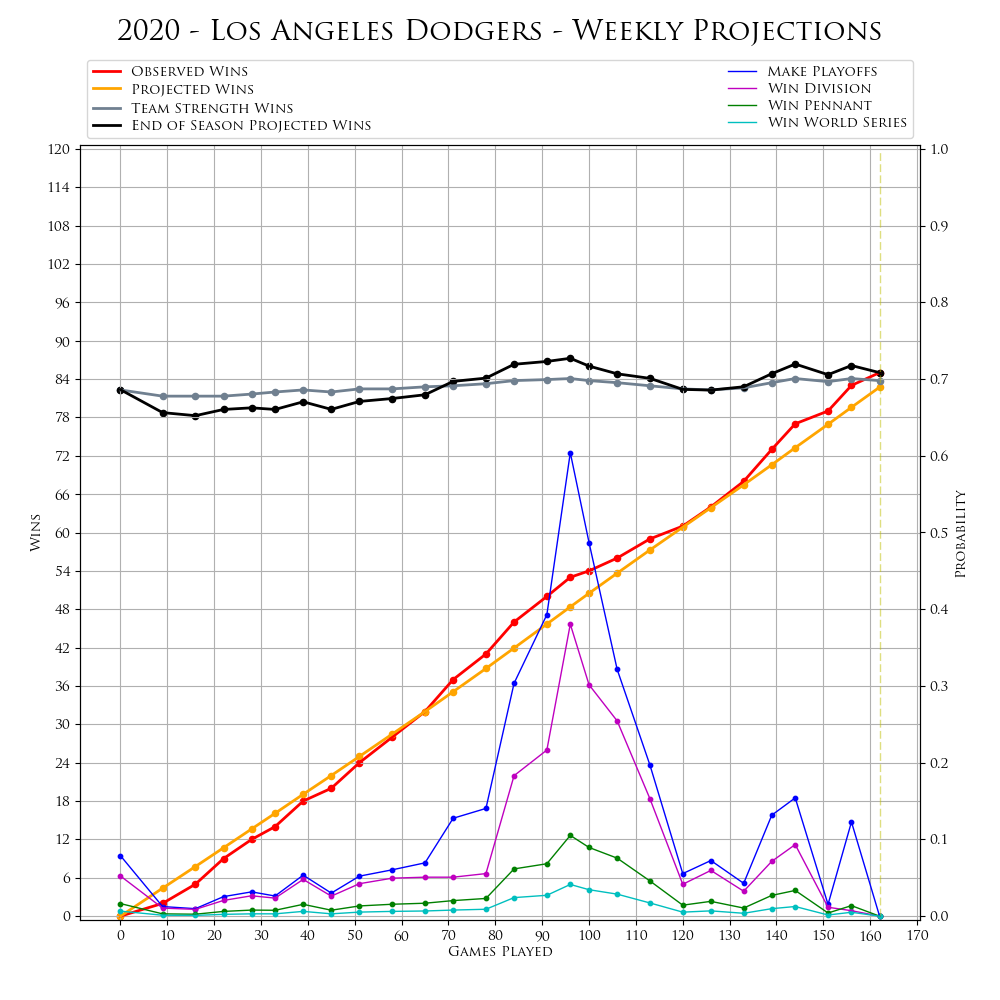 2020 - Los Angeles Dodgers - Weekly Projections
Observed Wins
Projected Wins
Team Strength Wins
End of Season Projected Wins
Make Playoffs
Win Division
Win Pennant
Win World Series
120
114
108
102
96
90
84
78
72
66
60
54
48
42
36
30
24
18
12
6
0
Wins
1.0
0.9
0.8
0.7
0.6
0.5
0.4
0.3
0.2
0.1
0.0
Probability
0 10 20 30 40 50 60 70 80 90 100 110 120 130 140 150 160 170
Games Played